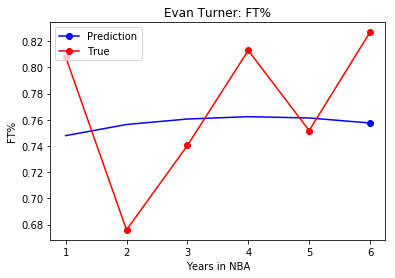 Evan Turner: FT%
Prediction
True
FT%
0.82
0.80
0.78
0.76
0.74
0.72
0.70
0.68
1 2 3 4 5 6
Years in NBA